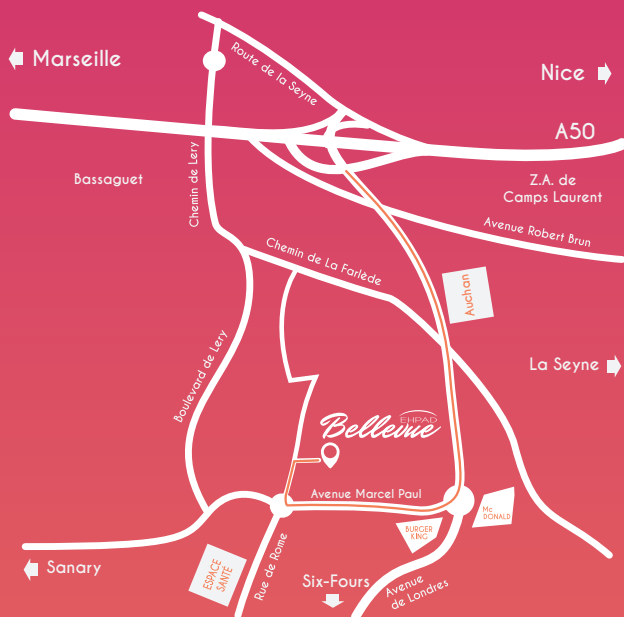 Marseille
Route de la Seyne
Nice
A50
Bassaguet
Chemin de Lery
Z.A. de
Camps Laurent
Avenue Robert Brun
Chemin de La Farlède
Auchan
La Seyne
Boulevard de Lery
EHPAD
Bellevue
Avenue Marcel Paul
Mc
DONALD
BURGER
KING
Rue de Rome
Sanary
ESPACE
SANTÉ
Six-Fours
Avenue
de Londres